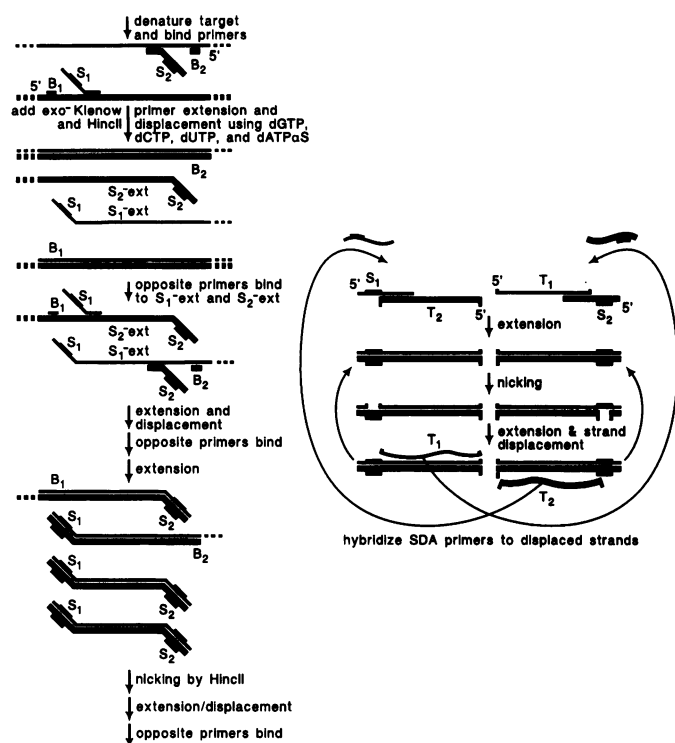 denature target
and bind primers
5'
S2
B2
S1
5' B1
add exo- Klenow
and HincII
primer extension and
displacement using dGTP,
dCTP, dUTP, and dATPαS
B2
S2-ext
S2
S1
S1-ext
B1
opposite primers bind
to S1-ext and S2-ext
S1
B1
S2-ext
S2
S1
S1-ext
S2
B2
extension and
displacement
opposite primers bind
extension
B1
S2
S1
B2
S1
S2
S1
S2
nicking by HincII
extension/displacement
opposite primers bind
5' S1
T2
5'
5'
T1
5'
S2
extension
nicking
extension & strand
displacement
T1
T2
hybridize SDA primers to displaced strands